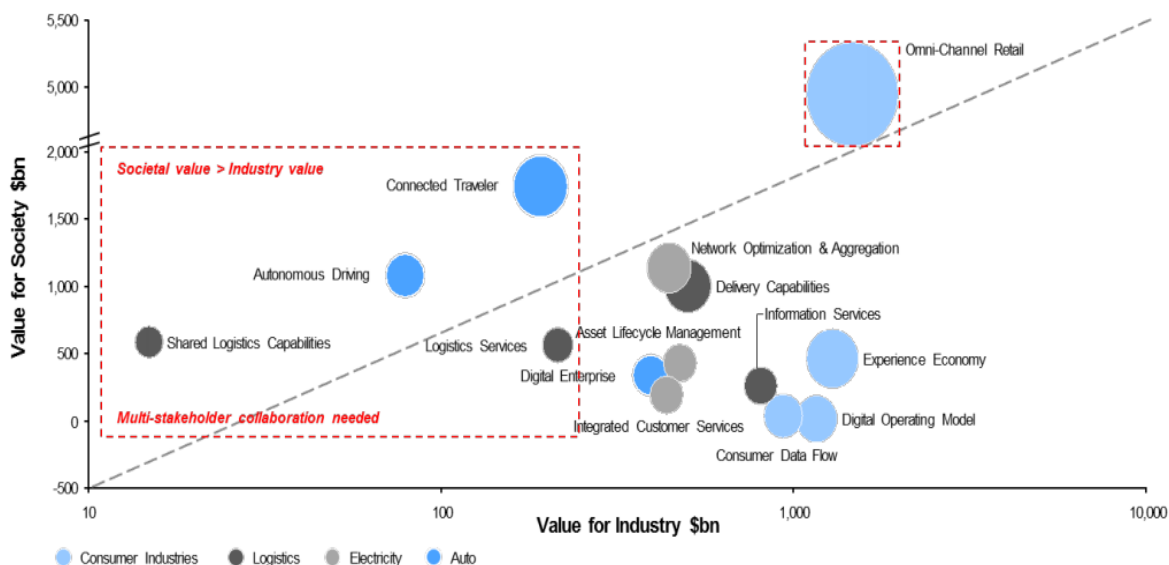 5,500
Omni-Channel Retail
5,000
2,000
Societal value > Industry value
Connected Traveler
1,500
Network Optimization & Aggregation
Autonomous Driving
1,000
Delivery Capabilities
Information Services
Shared Logistics Capabilities
Logistics Services
Asset Lifecycle Management
500
Experience Economy
Digital Enterprise
Multi-stakeholder collaboration needed
0
Integrated Customer Services
Digital Operating Model
Consumer Data Flow
-500
10
100
1,000
10,000
Value for Society $bn
Value for Industry $bn
Consumer Industries
Logistics
Electricity
Auto